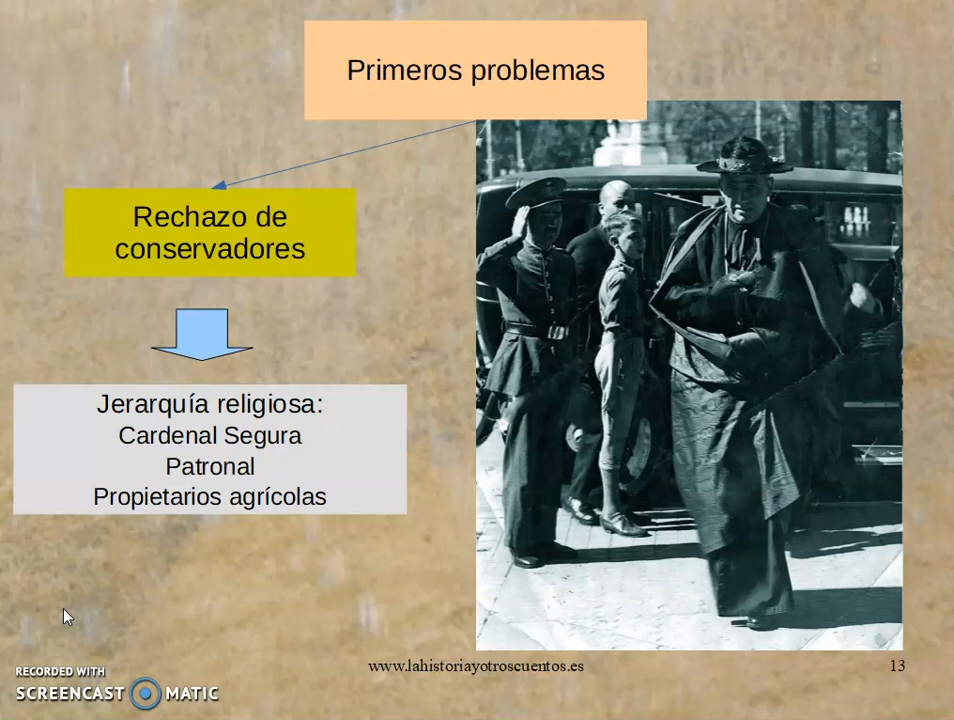 Primeros problemas
Rechazo de
conservadores
Jerarquía religiosa:
Cardenal Segura
Patronal
Propietarios agrícolas
www.lahistoriayotroscuentos.es
13
RECORDED WITH
SCREENCAST MATIC